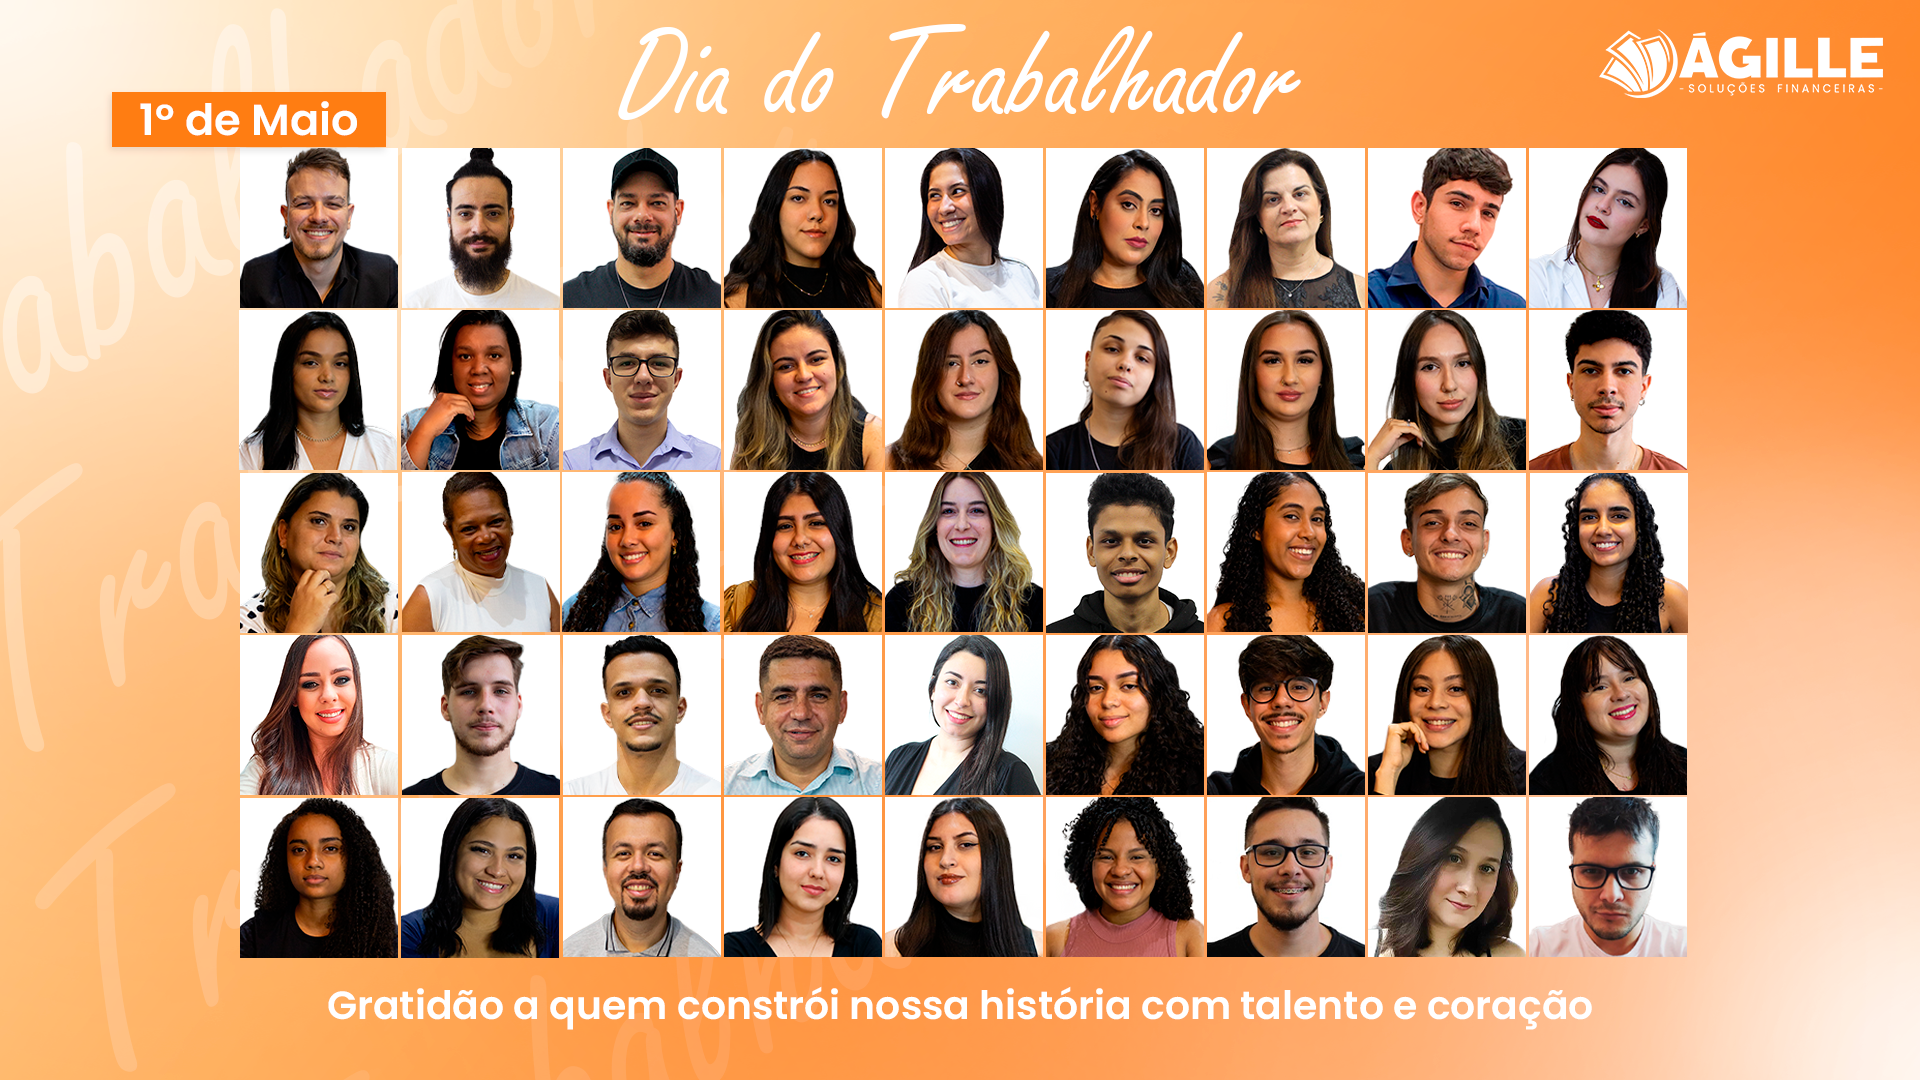 Dia do Trabalhador
ÁGILLE
-SOLUÇÕES FINANCEIRAS-
1º de Maio
Gratidão a quem constrói nossa história com talento e coração